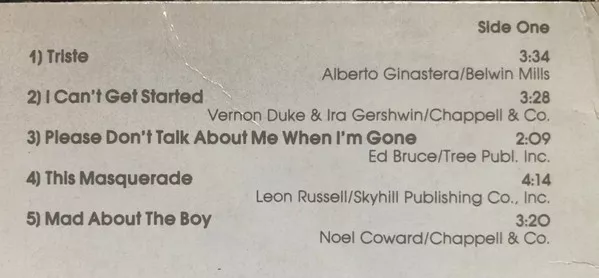 Side One
1) Triste 3:34
Alberto Ginastera/Belwin Mills
2) I Can't Get Started 3:28
Vernon Duke & Ira Gershwin/Chappell & Co.
3) Please Don't Talk About Me When I'm Gone 2:09
Ed Bruce/Tree Publ. Inc.
4) This Masquerade 4:14
Leon Russell/Skyhill Publishing Co., Inc.
5) Mad About The Boy 3:20
Noel Coward/Chappell & Co.